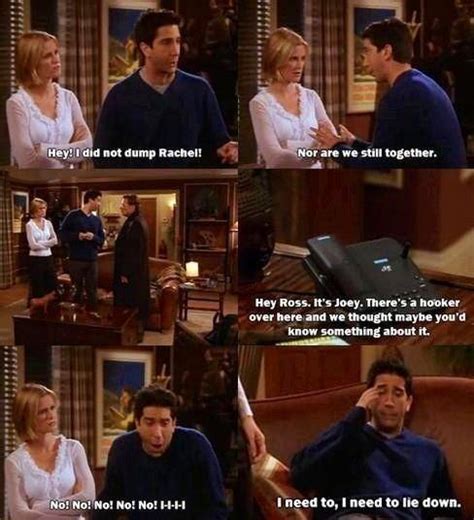 Hey! I did not dump Rachel!
Nor are we still together.
Hey Ross. It's Joey. There's a hooker
over here and we thought maybe you'd
know something about it.
No! No! No! No! No! I-I-I-I
I need to, I need to lie down.